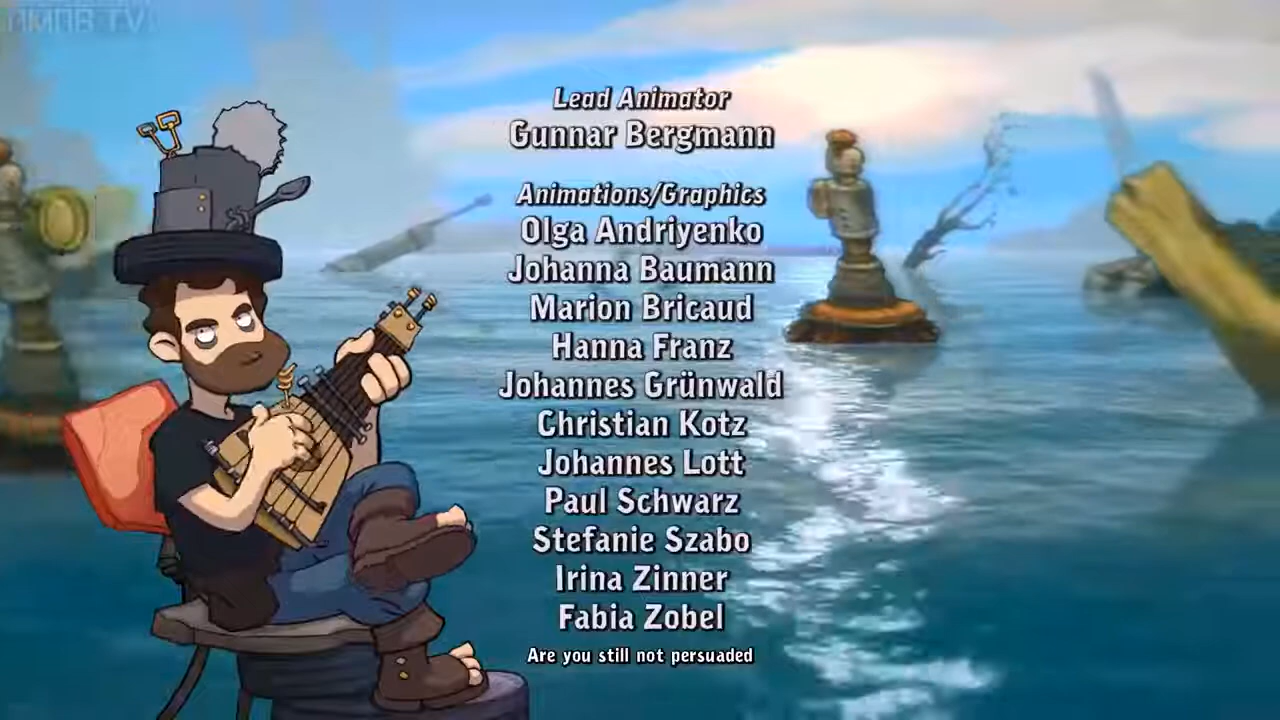 Lead Animator
Gunnar Bergmann
Animations/Graphics
Olga Andriyenko
Johanna Baumann
Marion Bricaud
Hanna Franz
Johannes Grünwald
Christian Kotz
Johannes Lott
Paul Schwarz
Stefanie Szabo
Irina Zinner
Fabia Zobel
Are you still not persuaded